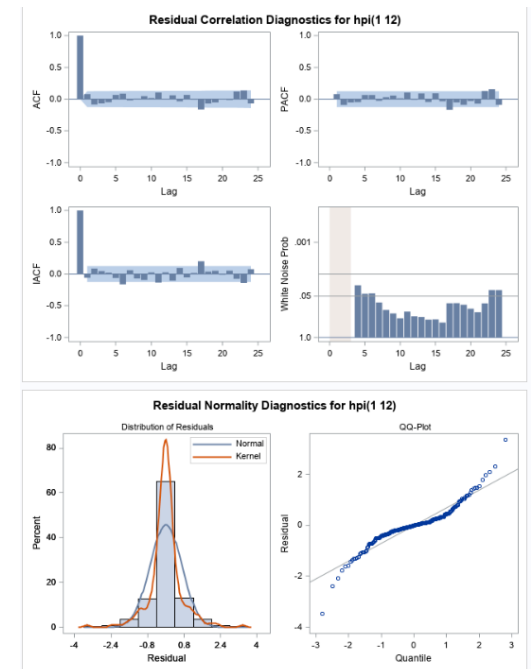 Residual Correlation Diagnostics for hpi(1 12)
1.0
0.5
0.0
-0.5
-1.0
ACF
0 5 10 15 20 25
Lag
1.0
0.5
0.0
-0.5
-1.0
PACF
0 5 10 15 20 25
Lag
1.0
0.5
0.0
-0.5
-1.0
IACF
0 5 10 15 20 25
Lag
.001
.05
1.0
White Noise Prob
0 5 10 15 20 25
Lag
Residual Normality Diagnostics for hpi(1 12)
Distribution of Residuals
Normal
Kernel
80
60
40
20
0
Percent
-4 -2.4 -0.8 0.8 2.4 4
Residual
QQ-Plot
2
0
-2
-4
Residual
-3 -2 -1 0 1 2 3
Quantile